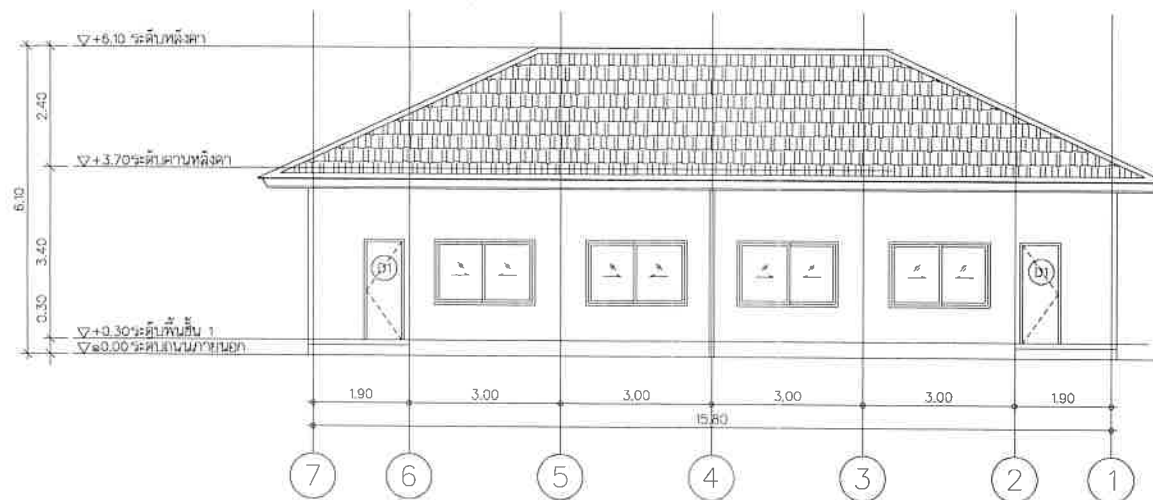 +6.10 ระดับหลังคา
2.40
+3.70 ระดับคานหลังคา
6.10
3.40
D1
D1
0.30
+0.30 ระดับพื้นชั้น 1
±0.00 ระดับถนนภายนอก
1.90 3.00 3.00 3.00 3.00 1.90
15.80
7 6 5 4 3 2 1